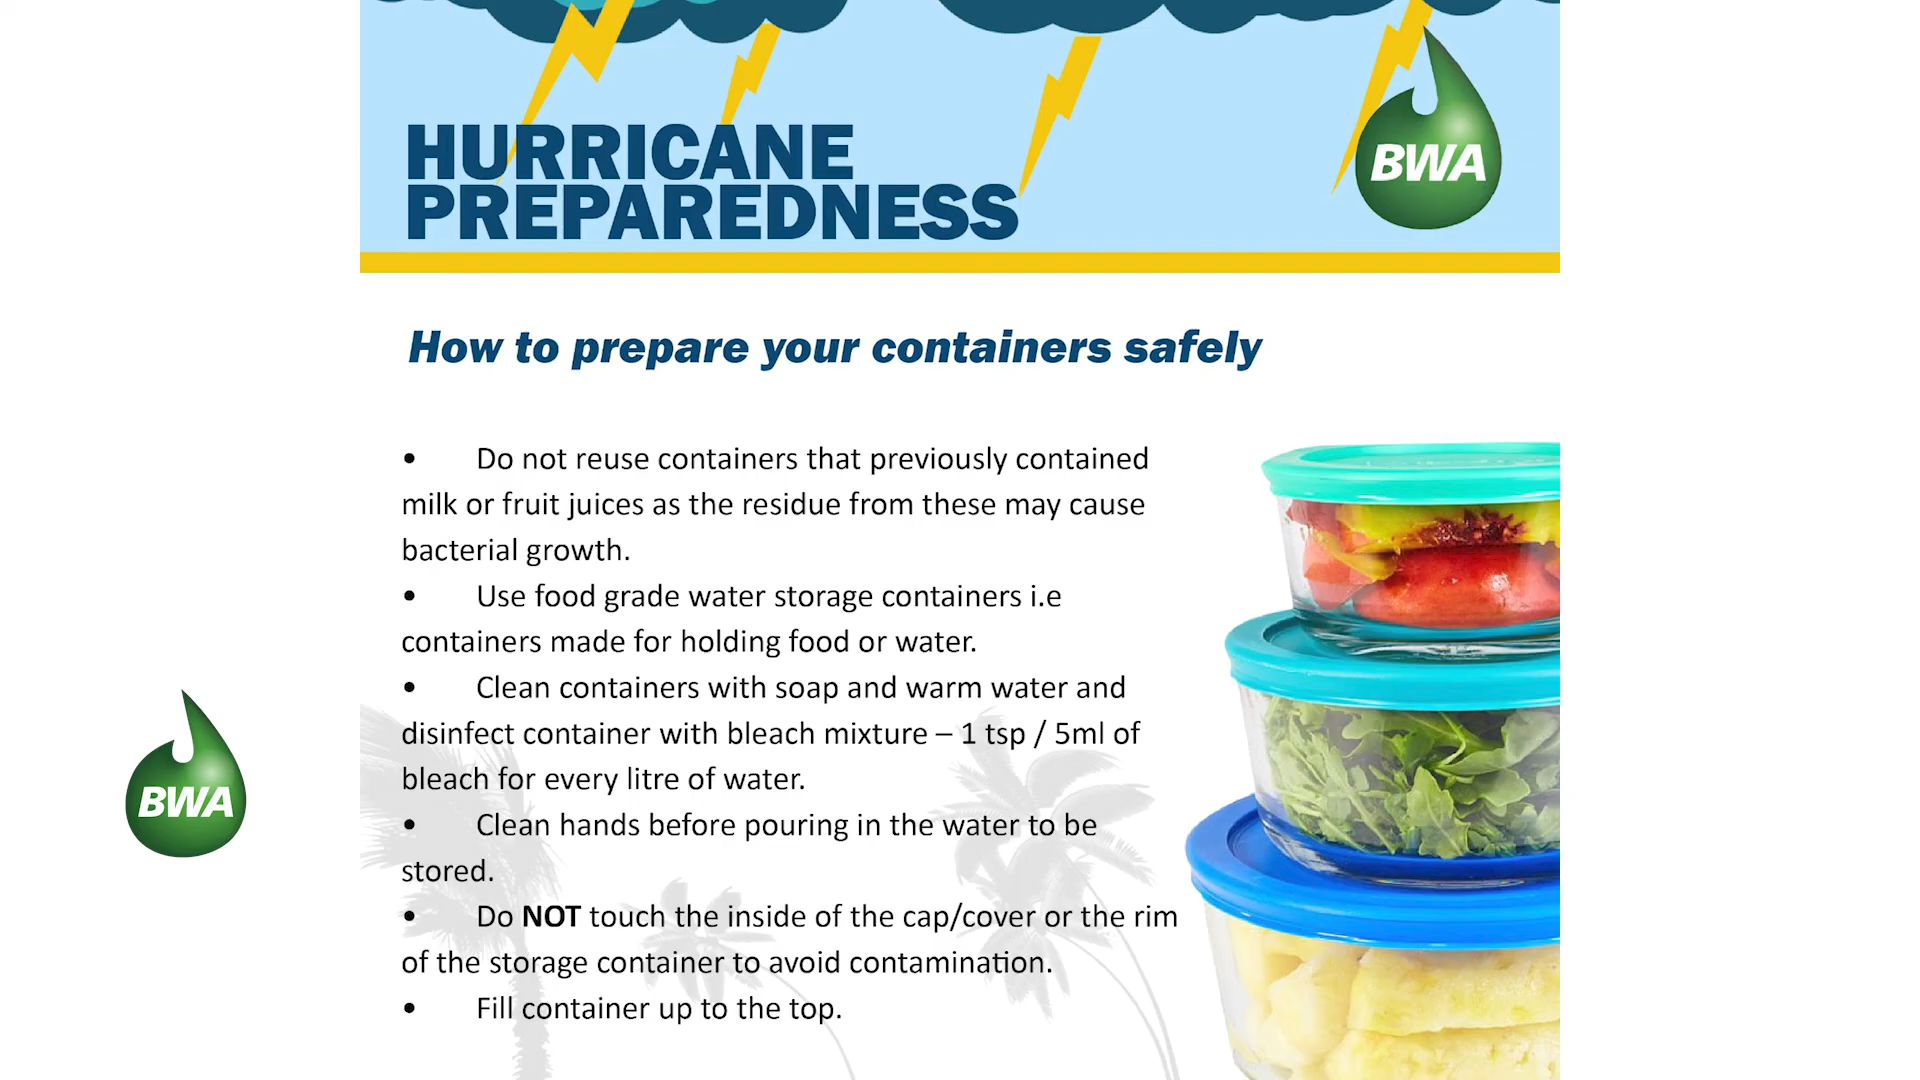 HURRICANE
PREPAREDNESS
BWA
How to prepare your containers safely
• Do not reuse containers that previously contained
milk or fruit juices as the residue from these may cause
bacterial growth.
• Use food grade water storage containers i.e
containers made for holding food or water.
• Clean containers with soap and warm water and
disinfect container with bleach mixture – 1 tsp / 5ml of
bleach for every litre of water.
• Clean hands before pouring in the water to be
stored.
• Do NOT touch the inside of the cap/cover or the rim
of the storage container to avoid contamination.
• Fill container up to the top.
BWA